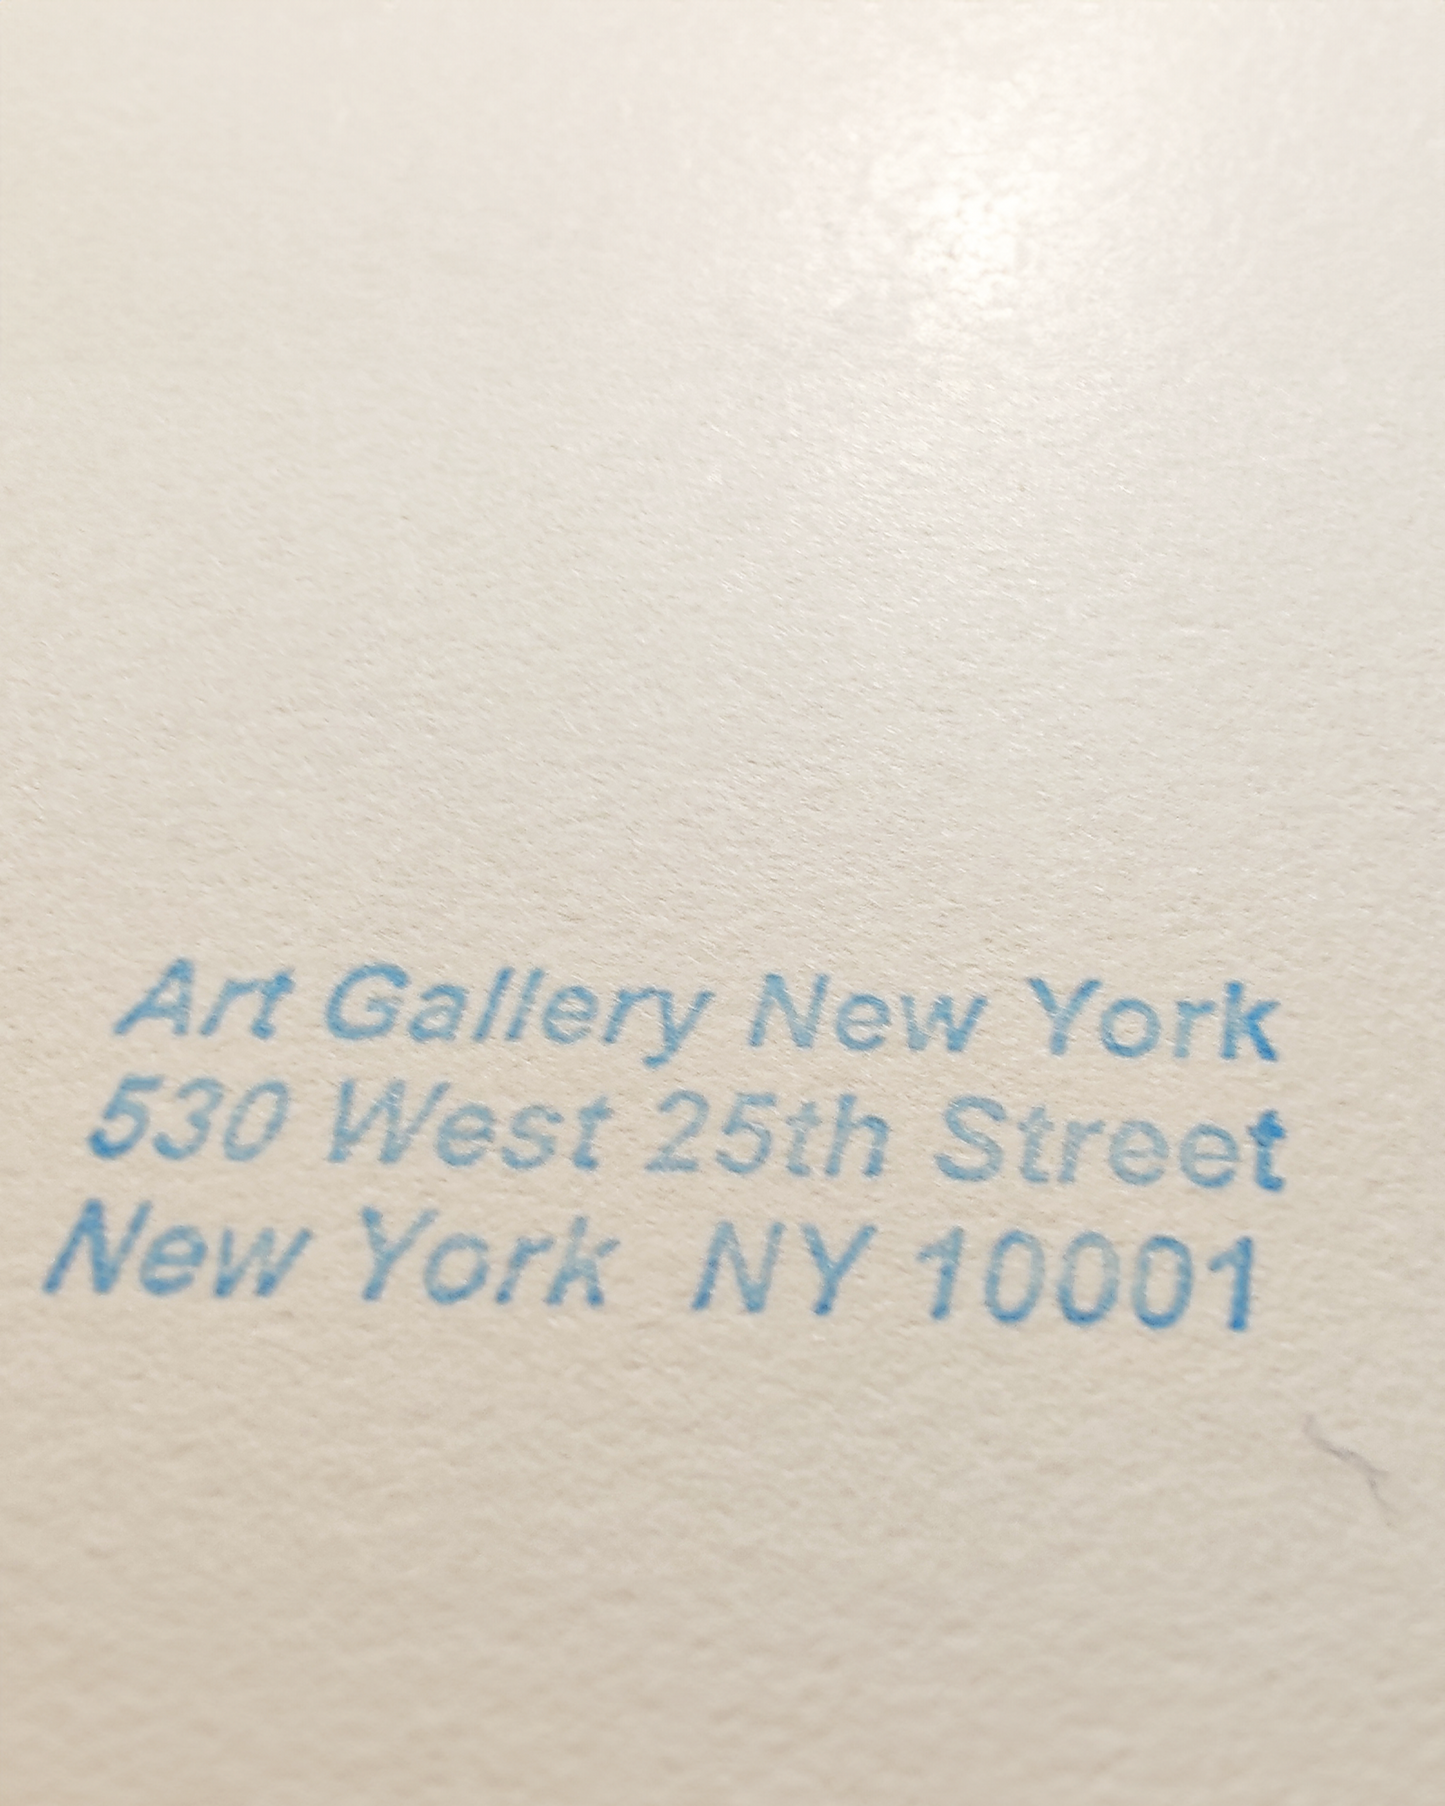 Art Gallery New York
530 West 25th Street
New York NY 10001